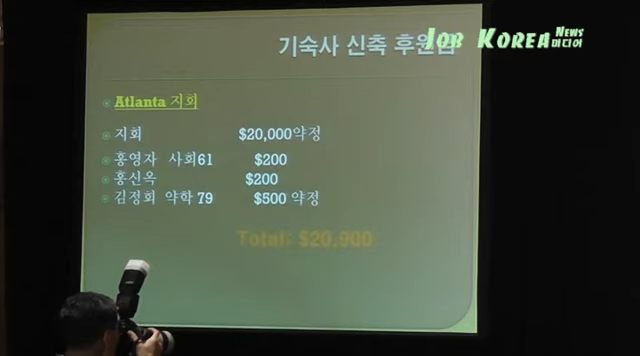 기숙사 신축 후원금
JOB KOREA NEWS 미디어
Atlanta 지회
지회 $20,000약정
홍영자 사회61 $200
홍신옥 $200
김정회 약학 79 $500 약정
Total: $20,900